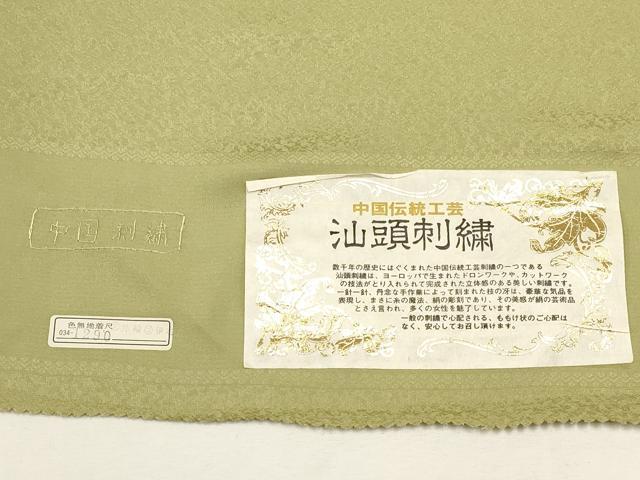 中国刺繍
色無地着尺
034-1290
中国伝統工芸
汕頭刺繍
数千年の歴史にはぐくまれた中国伝統工芸刺繍の一つである
汕頭刺繍は、ヨーロッパで生まれたドロンワークや、カットワーク
の技法がとり入れられて完成された立体感のある美しい刺繍です。
一針一針、丹念な手作業によって刻まれた技の冴は、豪華な気品を
表現し、まさに糸の魔法、絹の彫刻であり、その美感が絹の芸術品
とさえ言われ、多くの女性を魅了しています。
一般の刺繍で心配される、ももけ状のご心配は
なく、安心してお召し頂けます。